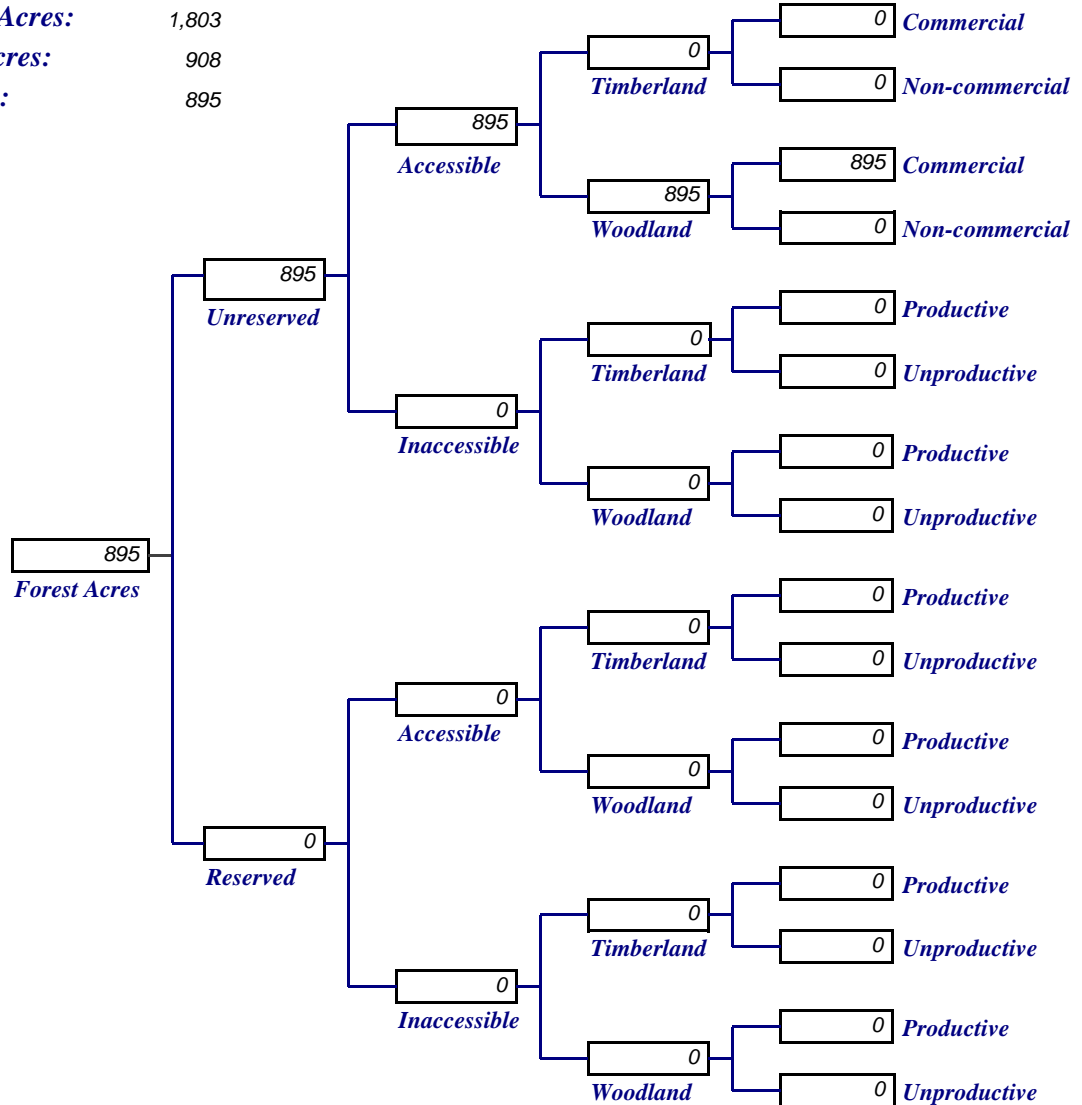 Acres: 1,803
cres: 908
: 895
0 Commercial
0
Timberland
0 Non-commercial
895
Accessible
895 Commercial
895
Woodland
0 Non-commercial
895
Unreserved
0 Productive
0
Timberland
0 Unproductive
0
Inaccessible
0 Productive
0
Woodland
0 Unproductive
895
Forest Acres
0 Productive
0
Timberland
0 Unproductive
0
Accessible
0 Productive
0
Woodland
0 Unproductive
0
Reserved
0 Productive
0
Timberland
0 Unproductive
0
Inaccessible
0 Productive
0
Woodland
0 Unproductive